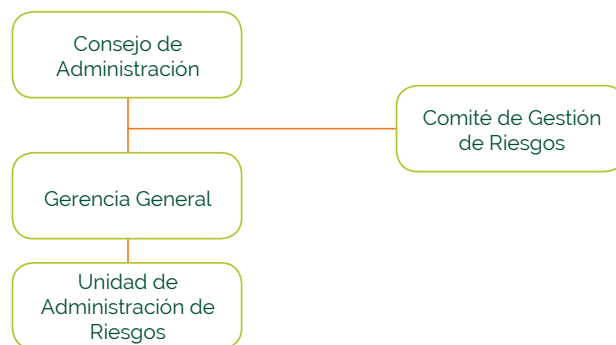 Consejo de
Administración
Comité de Gestión
de Riesgos
Gerencia General
Unidad de
Administración de
Riesgos